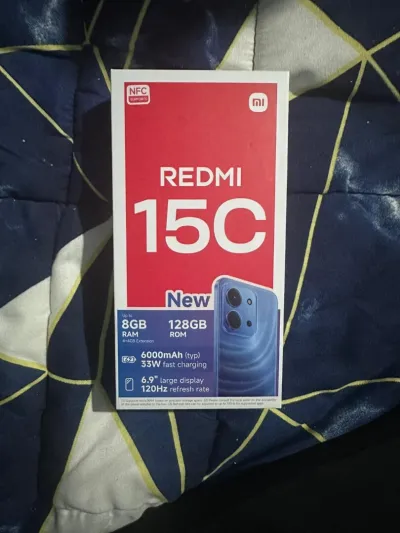 NFC
SUPPORTED
mi
REDMI
15C
New
Up to
8GB
RAM
128GB
ROM
6000mAh (typ)
33W fast charging
6.9" large display
120Hz refresh rate